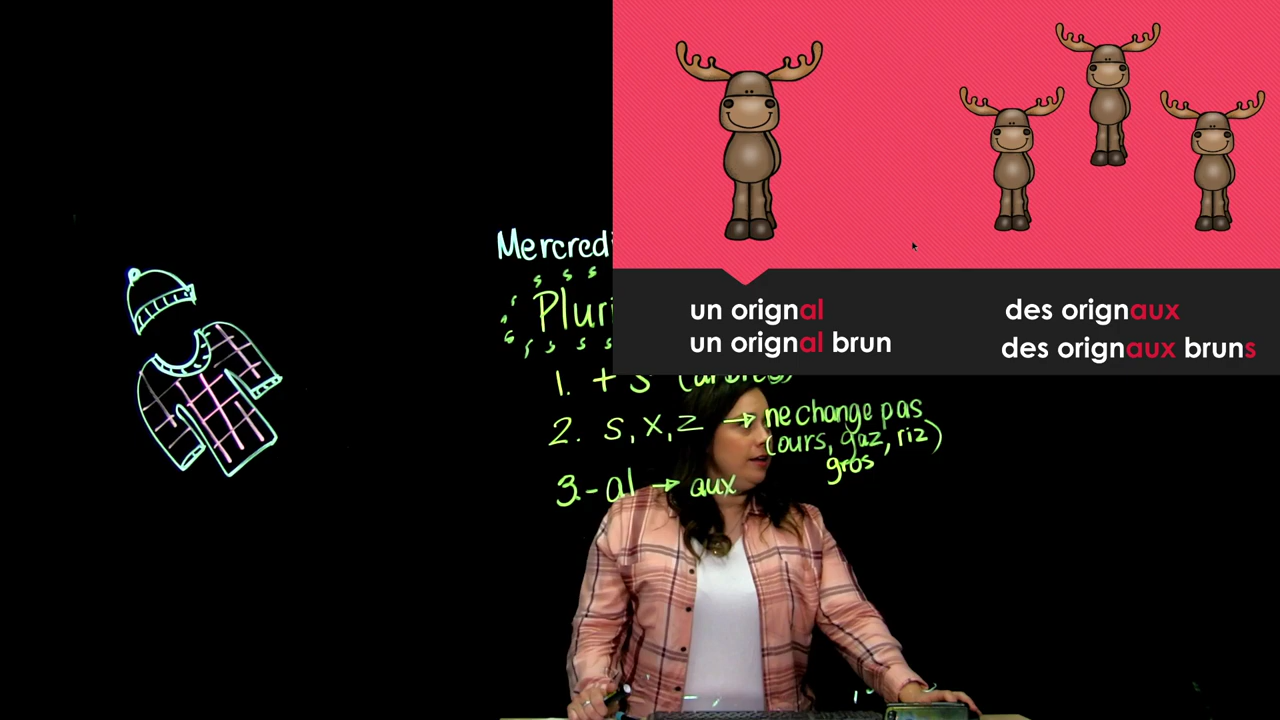 un orignal
un orignal brun
des orignaux
des orignaux bruns
Mercredi
Pluri
1. + s
2. s, x, z → ne change pas
(ours, gaz, riz)
gros
3. -al → aux